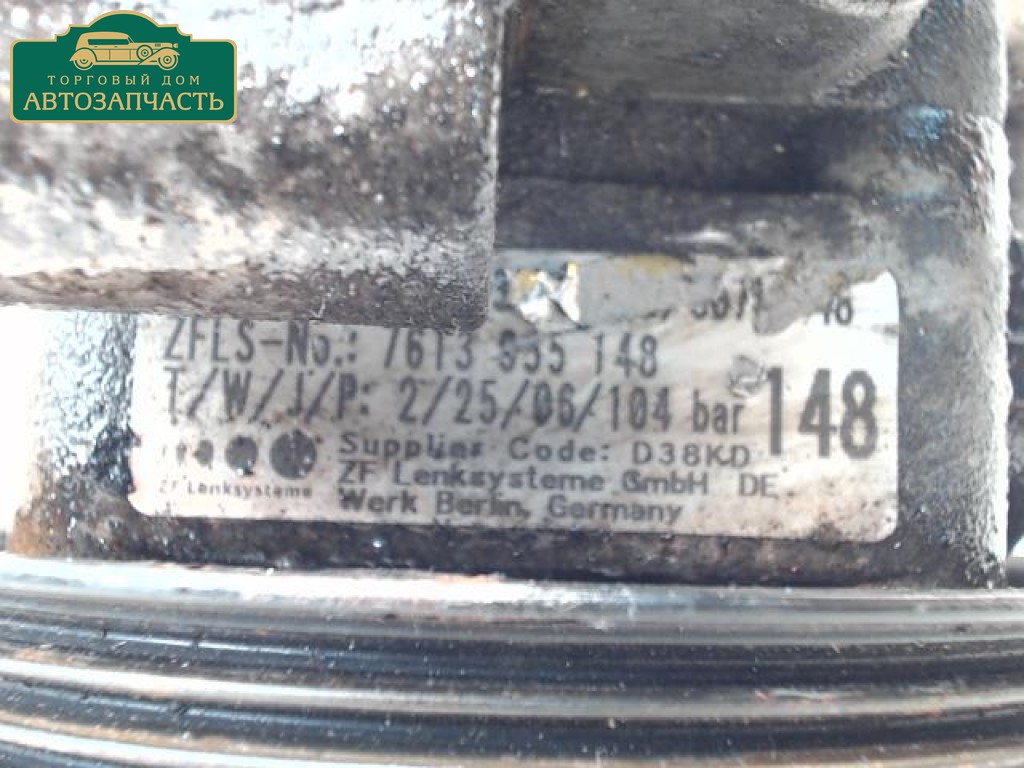 ТОРГОВЫЙ ДОМ
АВТОЗАПЧАСТЬ
ZFLS-No.: 7613 955 148
T/W/J/P: 2/25/06/104 bar
148
Supplier Code: D38KD
ZF Lenksysteme GmbH DE
Werk Berlin, Germany
ZF Lenksysteme